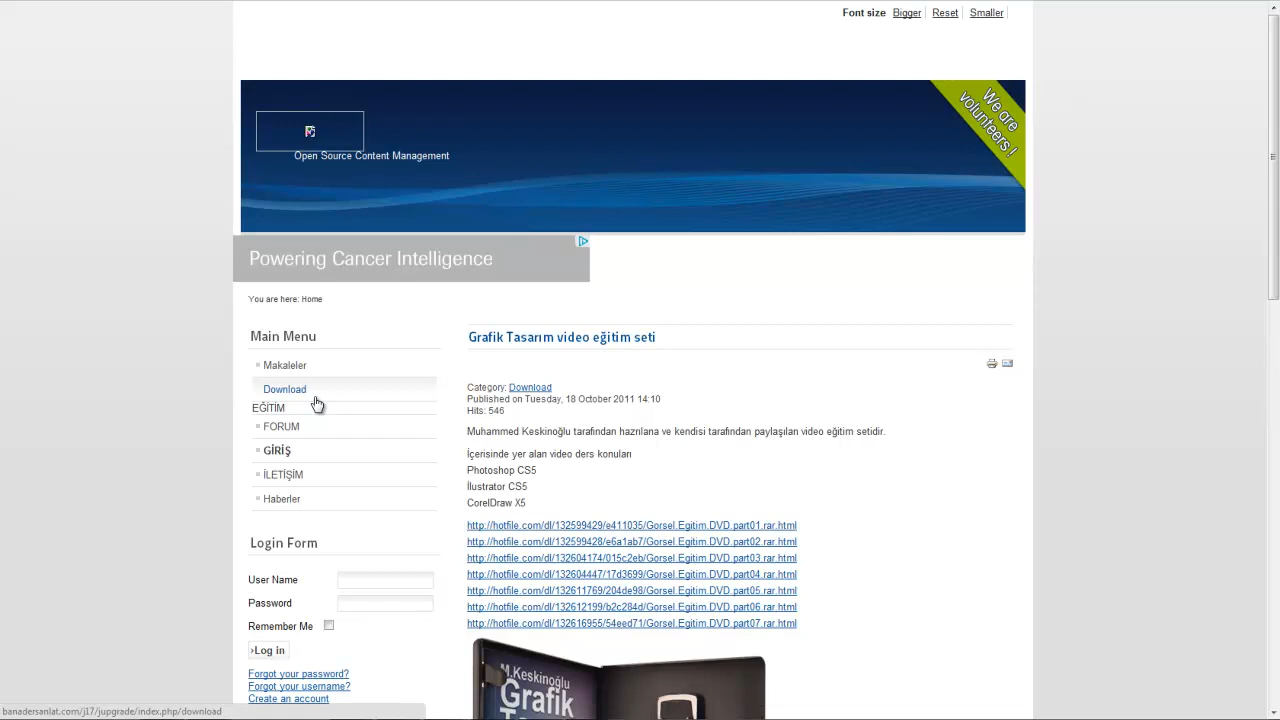 Font size Bigger Reset Smaller
We are
volunteers !
Open Source Content Management
Powering Cancer Intelligence
You are here: Home
Main Menu
Makaleler
Download
EĞİTİM
FORUM
GİRİŞ
İLETİŞİM
Haberler
Login Form
User Name
Password
Remember Me
›Log in
Forgot your password?
Forgot your username?
Create an account
Grafik Tasarım video eğitim seti
Category: Download
Published on Tuesday, 18 October 2011 14:10
Hits: 546
Muhammed Keskinoğlu tarafından hazrılana ve kendisi tarafından paylaşılan video eğitim setidir.
İçerisinde yer alan video ders konuları
Photoshop CS5
İlustrator CS5
CorelDraw X5
http://hotfile.com/dl/132599429/e411035/Gorsel.Egitim.DVD.part01.rar.html
http://hotfile.com/dl/132599428/e6a1ab7/Gorsel.Egitim.DVD.part02.rar.html
http://hotfile.com/dl/132604174/015c2eb/Gorsel.Egitim.DVD.part03.rar.html
http://hotfile.com/dl/132604447/17d3699/Gorsel.Egitim.DVD.part04.rar.html
http://hotfile.com/dl/132611769/204de98/Gorsel.Egitim.DVD.part05.rar.html
http://hotfile.com/dl/132612199/b2c284d/Gorsel.Egitim.DVD.part06.rar.html
http://hotfile.com/dl/132616955/54eed71/Gorsel.Egitim.DVD.part07.rar.html
M.Keskinoğlu
Grafik
banadersanlat.com/j17/jupgrade/index.php/download